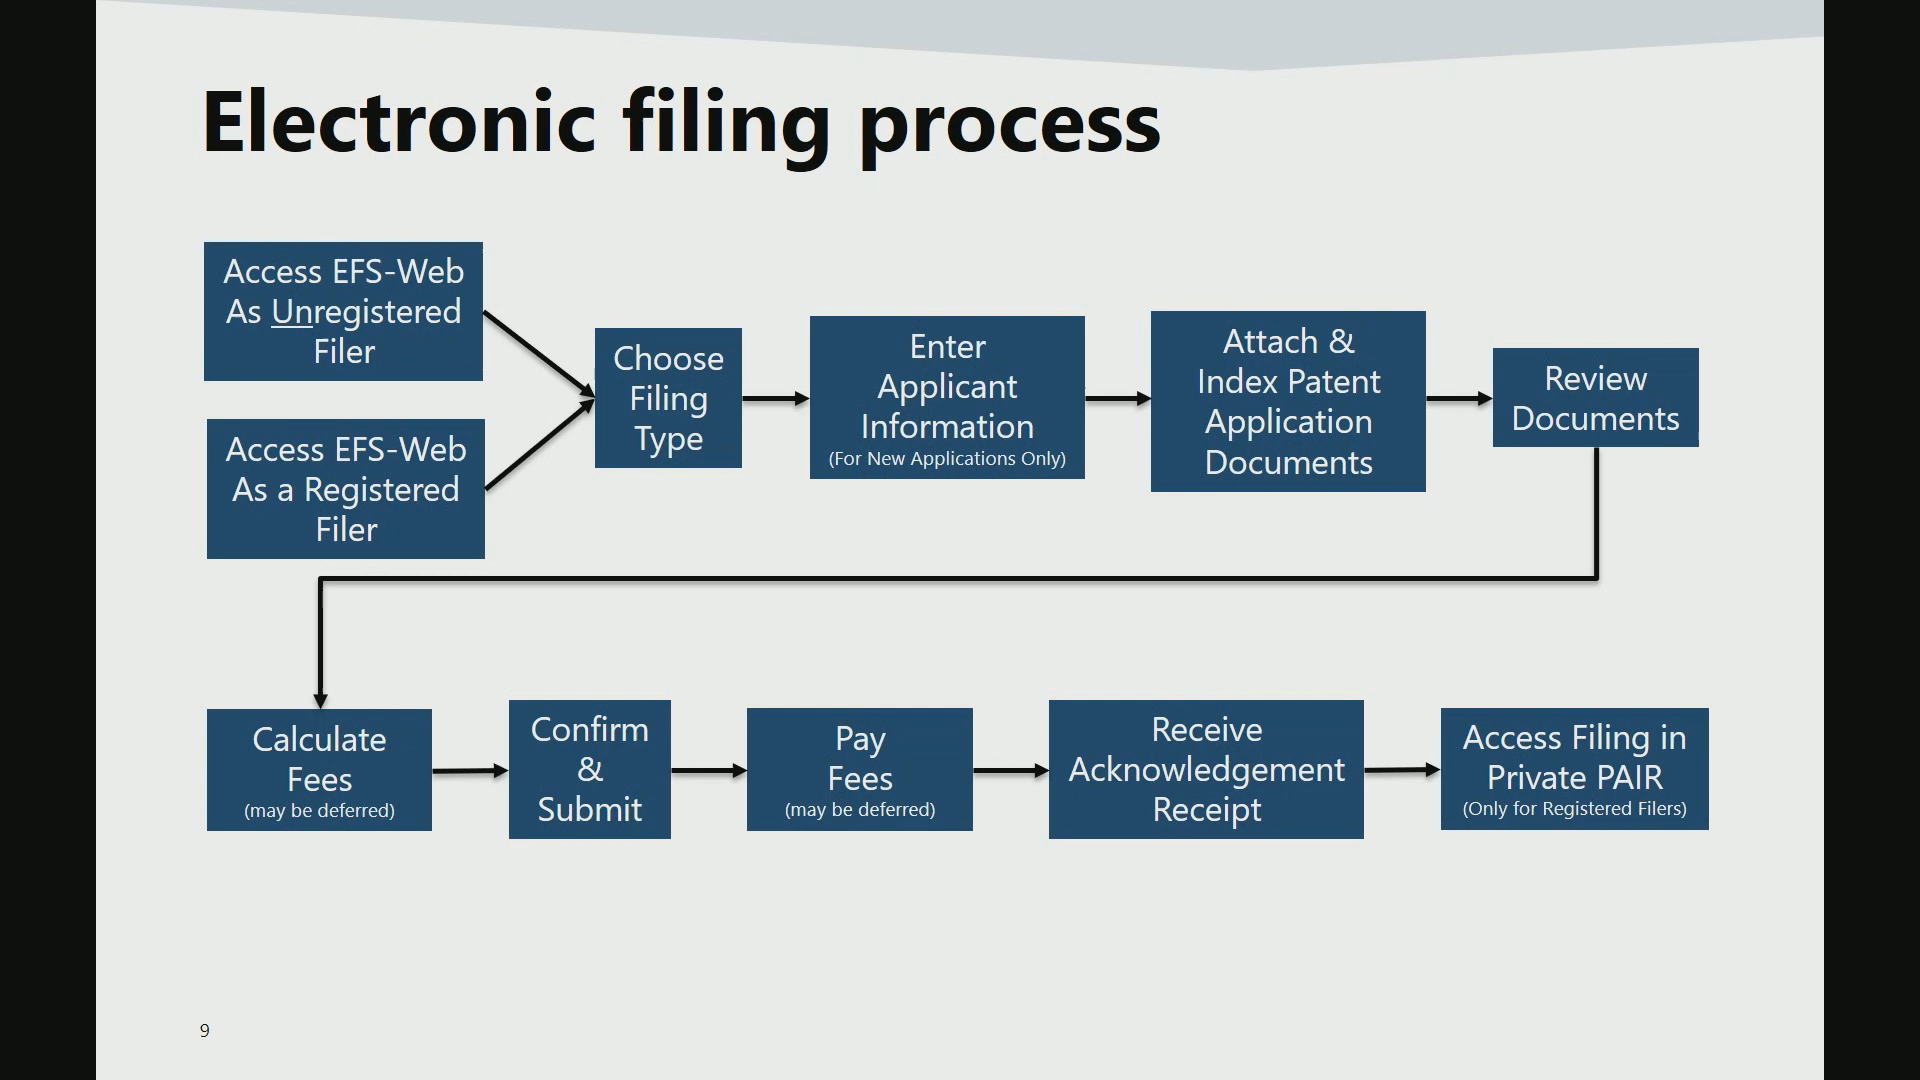 Electronic filing process
Access EFS-Web
As Unregistered
Filer
Access EFS-Web
As a Registered
Filer
Choose
Filing
Type
Enter
Applicant
Information
(For New Applications Only)
Attach &
Index Patent
Application
Documents
Review
Documents
Calculate
Fees
(may be deferred)
Confirm
&
Submit
Pay
Fees
(may be deferred)
Receive
Acknowledgement
Receipt
Access Filing in
Private PAIR
(Only for Registered Filers)
9